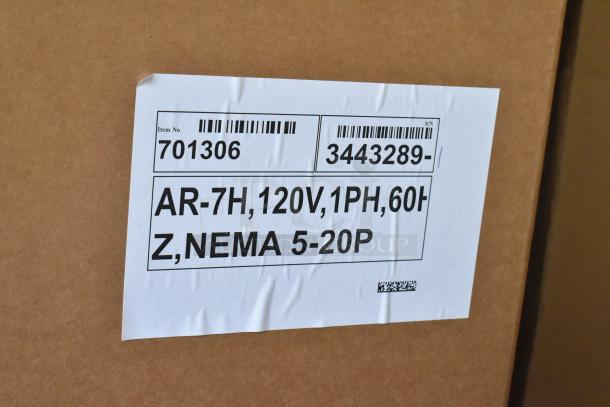 Item No
S/N
701306
3443289-
AR-7H,120V,1PH,60H
Z,NEMA 5-20P